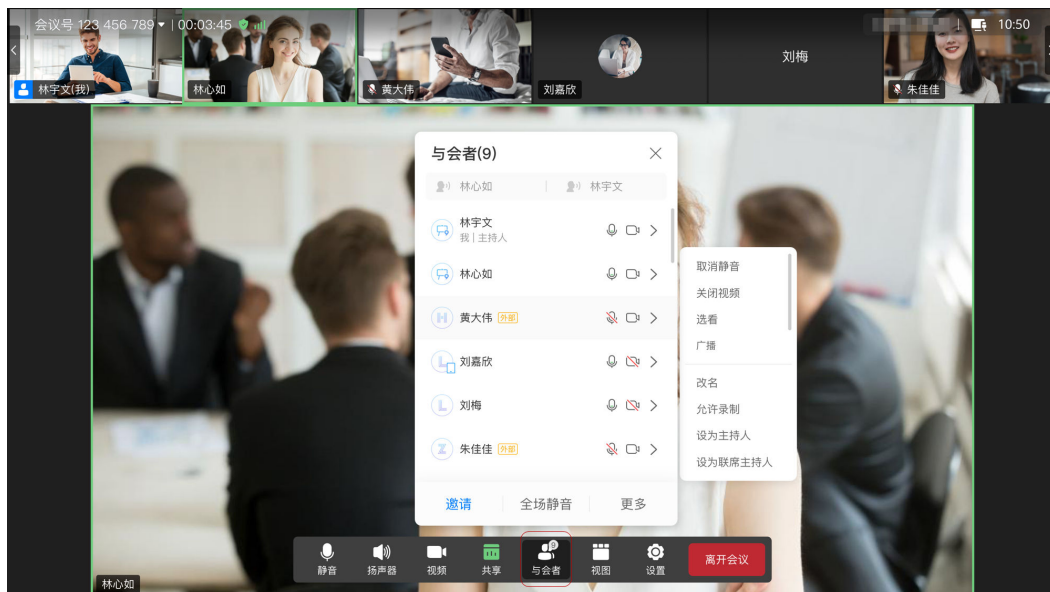 会议号 123 456 789 | 00:03:45
10:50
林宇文(我)
林心如
黄大伟
刘嘉欣
刘梅
朱佳佳
与会者(9)
林心如
林宇文
林宇文
我 | 主持人
林心如
H 黄大伟 外部
L 刘嘉欣
L 刘梅
Z 朱佳佳 外部
邀请
全场静音
更多
取消静音
关闭视频
选看
广播
改名
允许录制
设为主持人
设为联席主持人
9
静音
扬声器
视频
共享
与会者
视图
设置
离开会议
林心如